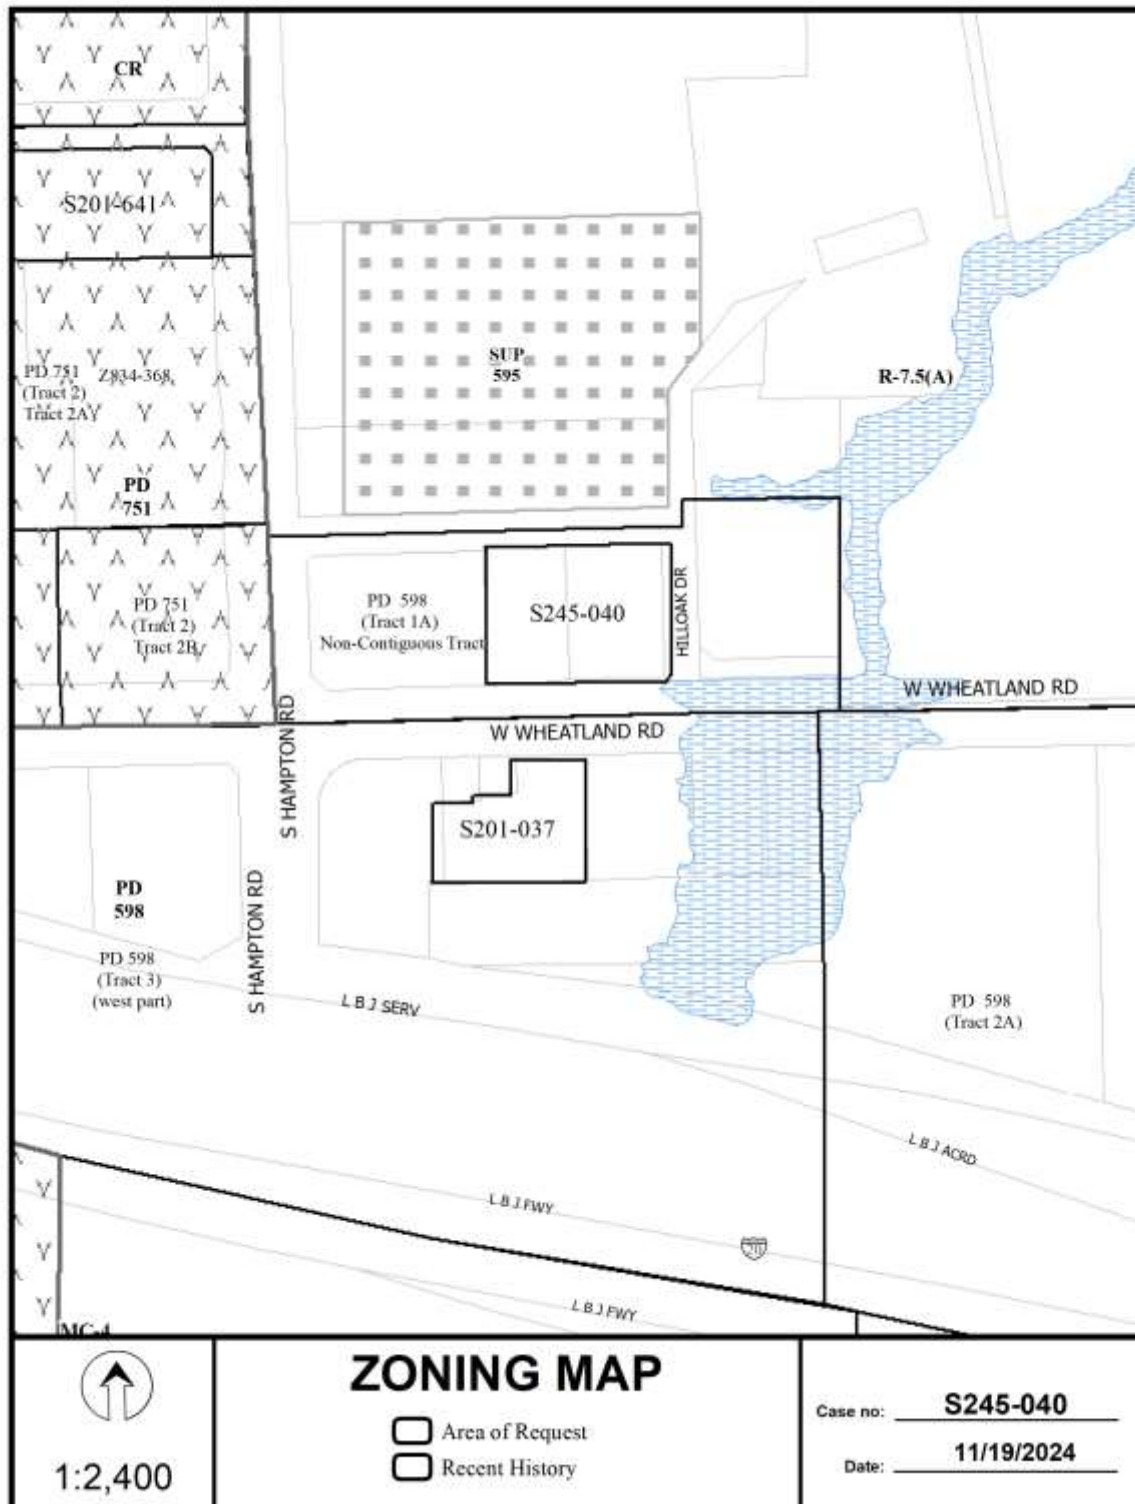 CR
S201-641
SUP
595
PD 751
(Tract 2)
Tract 2A
Z834-368
R-7.5(A)
PD
751
PD 751
(Tract 2)
Tract 2B
PD 598
(Tract 1A)
Non-Contiguous Tract
S245-040
HILLOAK DR
W WHEATLAND RD
W WHEATLAND RD
S HAMPTON RD
S201-037
PD
598
S HAMPTON RD
PD 598
(Tract 3)
(west part)
L B J SERV
PD 598
(Tract 2A)
L B J ACRD
L B J FWY
L B J FWY
MC-4
ZONING MAP
Area of Request
Recent History
1:2,400
Case no: S245-040
Date: 11/19/2024